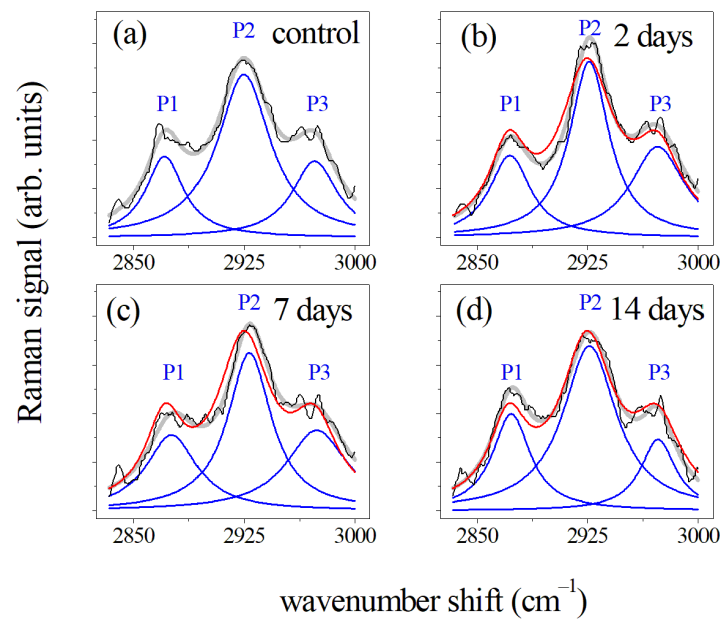 (a) control
P2
P1
P3
2850 2925 3000
(b) 2 days
P2
P1
P3
2850 2925 3000
(c) 7 days
P2
P1
P3
2850 2925 3000
(d) 14 days
P2
P1
P3
2850 2925 3000
Raman signal (arb. units)
wavenumber shift (cm⁻¹)